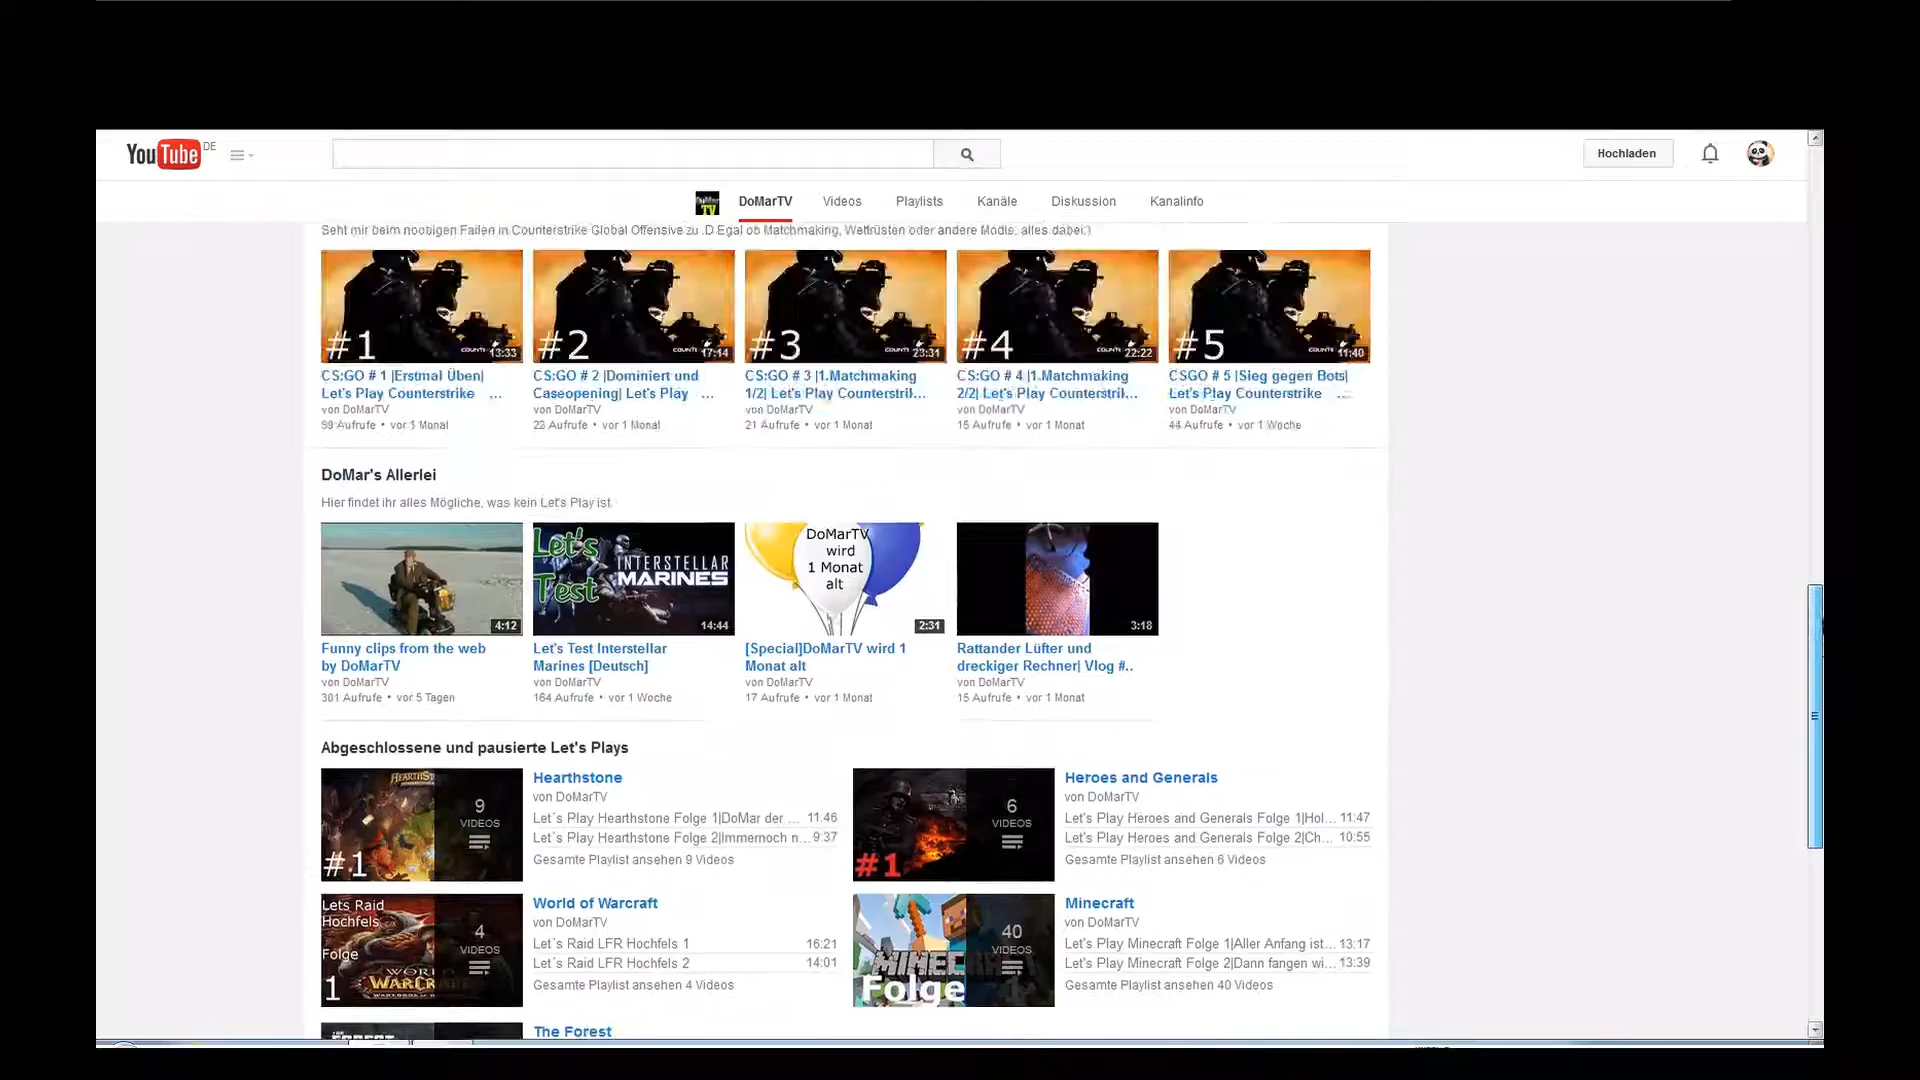 YouTube DE
Hochladen
DoMarTV Videos Playlists Kanäle Diskussion Kanalinfo
Seht mir beim noobigen Failen in Counterstrike Global Offensive zu :D Egal ob Matchmaking, Wettrüsten oder andere Modis, alles dabei:)
#1 13:33
#2 17:14
#3 23:31
#4 22:22
#5 11:40
CS:GO # 1 |Erstmal Üben|
Let's Play Counterstrike ...
von DoMarTV
99 Aufrufe • vor 1 Monat
CS:GO # 2 |Dominiert und
Caseopening| Let's Play ...
von DoMarTV
22 Aufrufe • vor 1 Monat
CS:GO # 3 |1.Matchmaking
1/2| Let's Play Counterstril...
von DoMarTV
21 Aufrufe • vor 1 Monat
CS:GO # 4 |1.Matchmaking
2/2| Let's Play Counterstril...
von DoMarTV
15 Aufrufe • vor 1 Monat
CSGO # 5 |Sieg gegen Bots|
Let's Play Counterstrike ...
von DoMarTV
44 Aufrufe • vor 1 Woche
DoMar's Allerlei
Hier findet ihr alles Mögliche, was kein Let's Play ist.
4:12
Let's
Test
INTERSTELLAR
MARINES
14:44
DoMarTV
wird
1 Monat
alt
2:31
3:18
Funny clips from the web
by DoMarTV
von DoMarTV
301 Aufrufe • vor 5 Tagen
Let's Test Interstellar
Marines [Deutsch]
von DoMarTV
164 Aufrufe • vor 1 Woche
[Special]DoMarTV wird 1
Monat alt
von DoMarTV
17 Aufrufe • vor 1 Monat
Rattander Lüfter und
dreckiger Rechner| Vlog #..
von DoMarTV
15 Aufrufe • vor 1 Monat
Abgeschlossene und pausierte Let's Plays
#1
9
VIDEOS
Hearthstone
von DoMarTV
Let´s Play Hearthstone Folge 1|DoMar der ... 11:46
Let´s Play Hearthstone Folge 2|Immernoch n... 9:37
Gesamte Playlist ansehen 9 Videos
#1
6
VIDEOS
Heroes and Generals
von DoMarTV
Let's Play Heroes and Generals Folge 1|Hol... 11:47
Let's Play Heroes and Generals Folge 2|Ch... 10:55
Gesamte Playlist ansehen 6 Videos
Lets Raid
Hochfels
Folge
1
4
VIDEOS
World of Warcraft
von DoMarTV
Let´s Raid LFR Hochfels 1 16:21
Let´s Raid LFR Hochfels 2 14:01
Gesamte Playlist ansehen 4 Videos
MINEC
Folge
40
VIDEOS
Minecraft
von DoMarTV
Let's Play Minecraft Folge 1|Aller Anfang ist... 13:17
Let's Play Minecraft Folge 2|Dann fangen wi... 13:39
Gesamte Playlist ansehen 40 Videos
The Forest